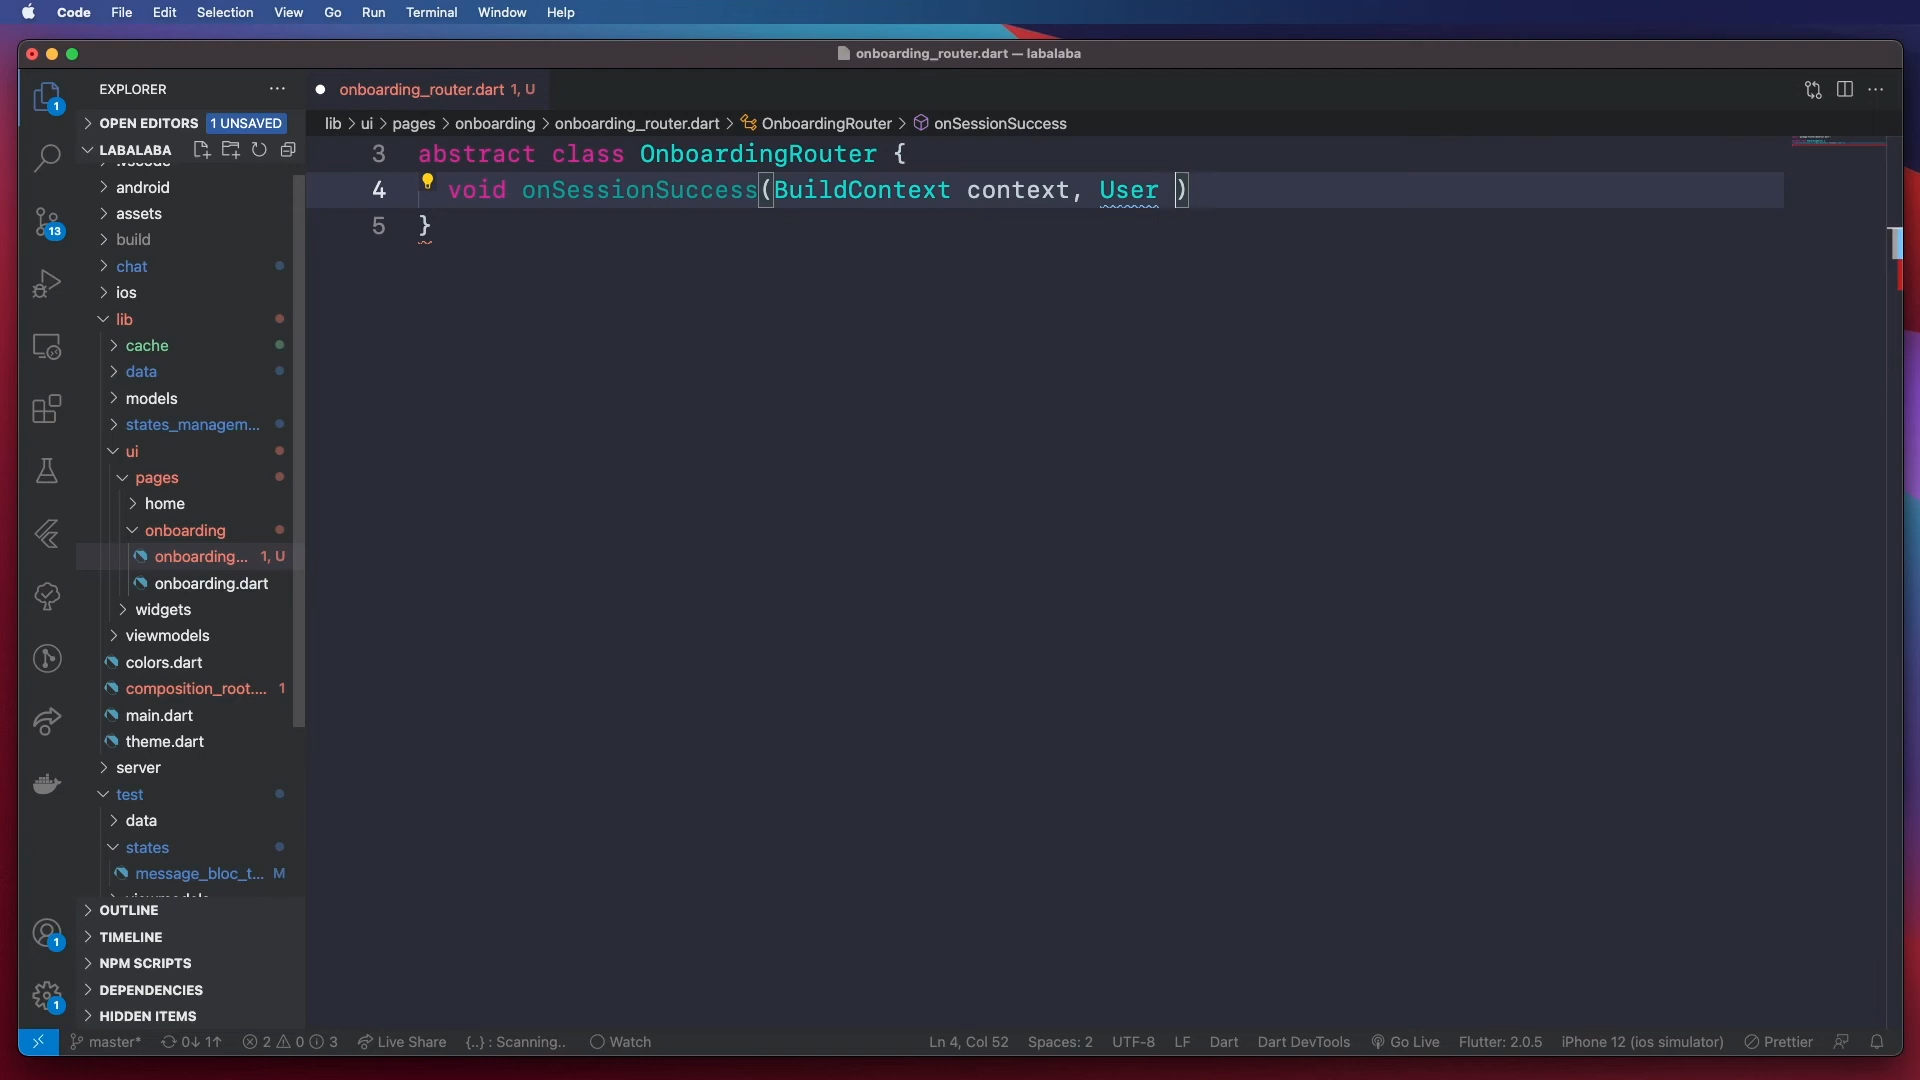 Code File Edit Selection View Go Run Terminal Window Help
onboarding_router.dart — labalaba
EXPLORER
onboarding_router.dart 1, U
OPEN EDITORS 1 UNSAVED
lib > ui > pages > onboarding > onboarding_router.dart > OnboardingRouter > onSessionSuccess
LABALABA
android
assets
build
chat
ios
lib
cache
data
models
states_managem...
ui
pages
home
onboarding
onboarding... 1, U
onboarding.dart
widgets
viewmodels
colors.dart
composition_root.... 1
main.dart
theme.dart
server
test
data
states
message_bloc_t... M
OUTLINE
TIMELINE
NPM SCRIPTS
DEPENDENCIES
HIDDEN ITEMS
1
13
1
1
3 abstract class OnboardingRouter {
4 void onSessionSuccess(BuildContext context, User )
5 }
master* 0↓ 1↑ 2 0 3 Live Share {..} : Scanning.. Watch Ln 4, Col 52 Spaces: 2 UTF-8 LF Dart Dart DevTools Go Live Flutter: 2.0.5 iPhone 12 (ios simulator) Prettier